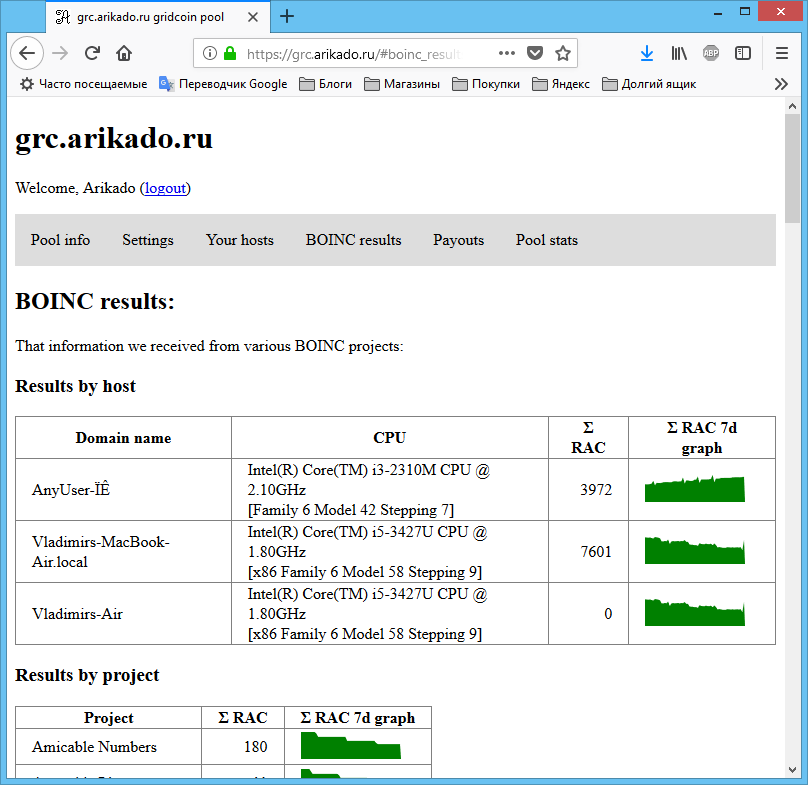 grc.arikado.ru gridcoin pool
https://grc.arikado.ru/#boinc_result
ABP
Часто посещаемые Переводчик Google Блоги Магазины Покупки Яндекс Долгий ящик
grc.arikado.ru
Welcome, Arikado (logout)
Pool info Settings Your hosts BOINC results Payouts Pool stats
BOINC results:
That information we received from various BOINC projects:
Results by host
Domain name CPU Σ RAC Σ RAC 7d graph
AnyUser-ÏÊ
Intel(R) Core(TM) i3-2310M CPU @
2.10GHz
[Family 6 Model 42 Stepping 7]
3972
Vladimirs-MacBook-
Air.local
Intel(R) Core(TM) i5-3427U CPU @
1.80GHz
[x86 Family 6 Model 58 Stepping 9]
7601
Vladimirs-Air
Intel(R) Core(TM) i5-3427U CPU @
1.80GHz
[x86 Family 6 Model 58 Stepping 9]
0
Results by project
Project Σ RAC Σ RAC 7d graph
Amicable Numbers 180